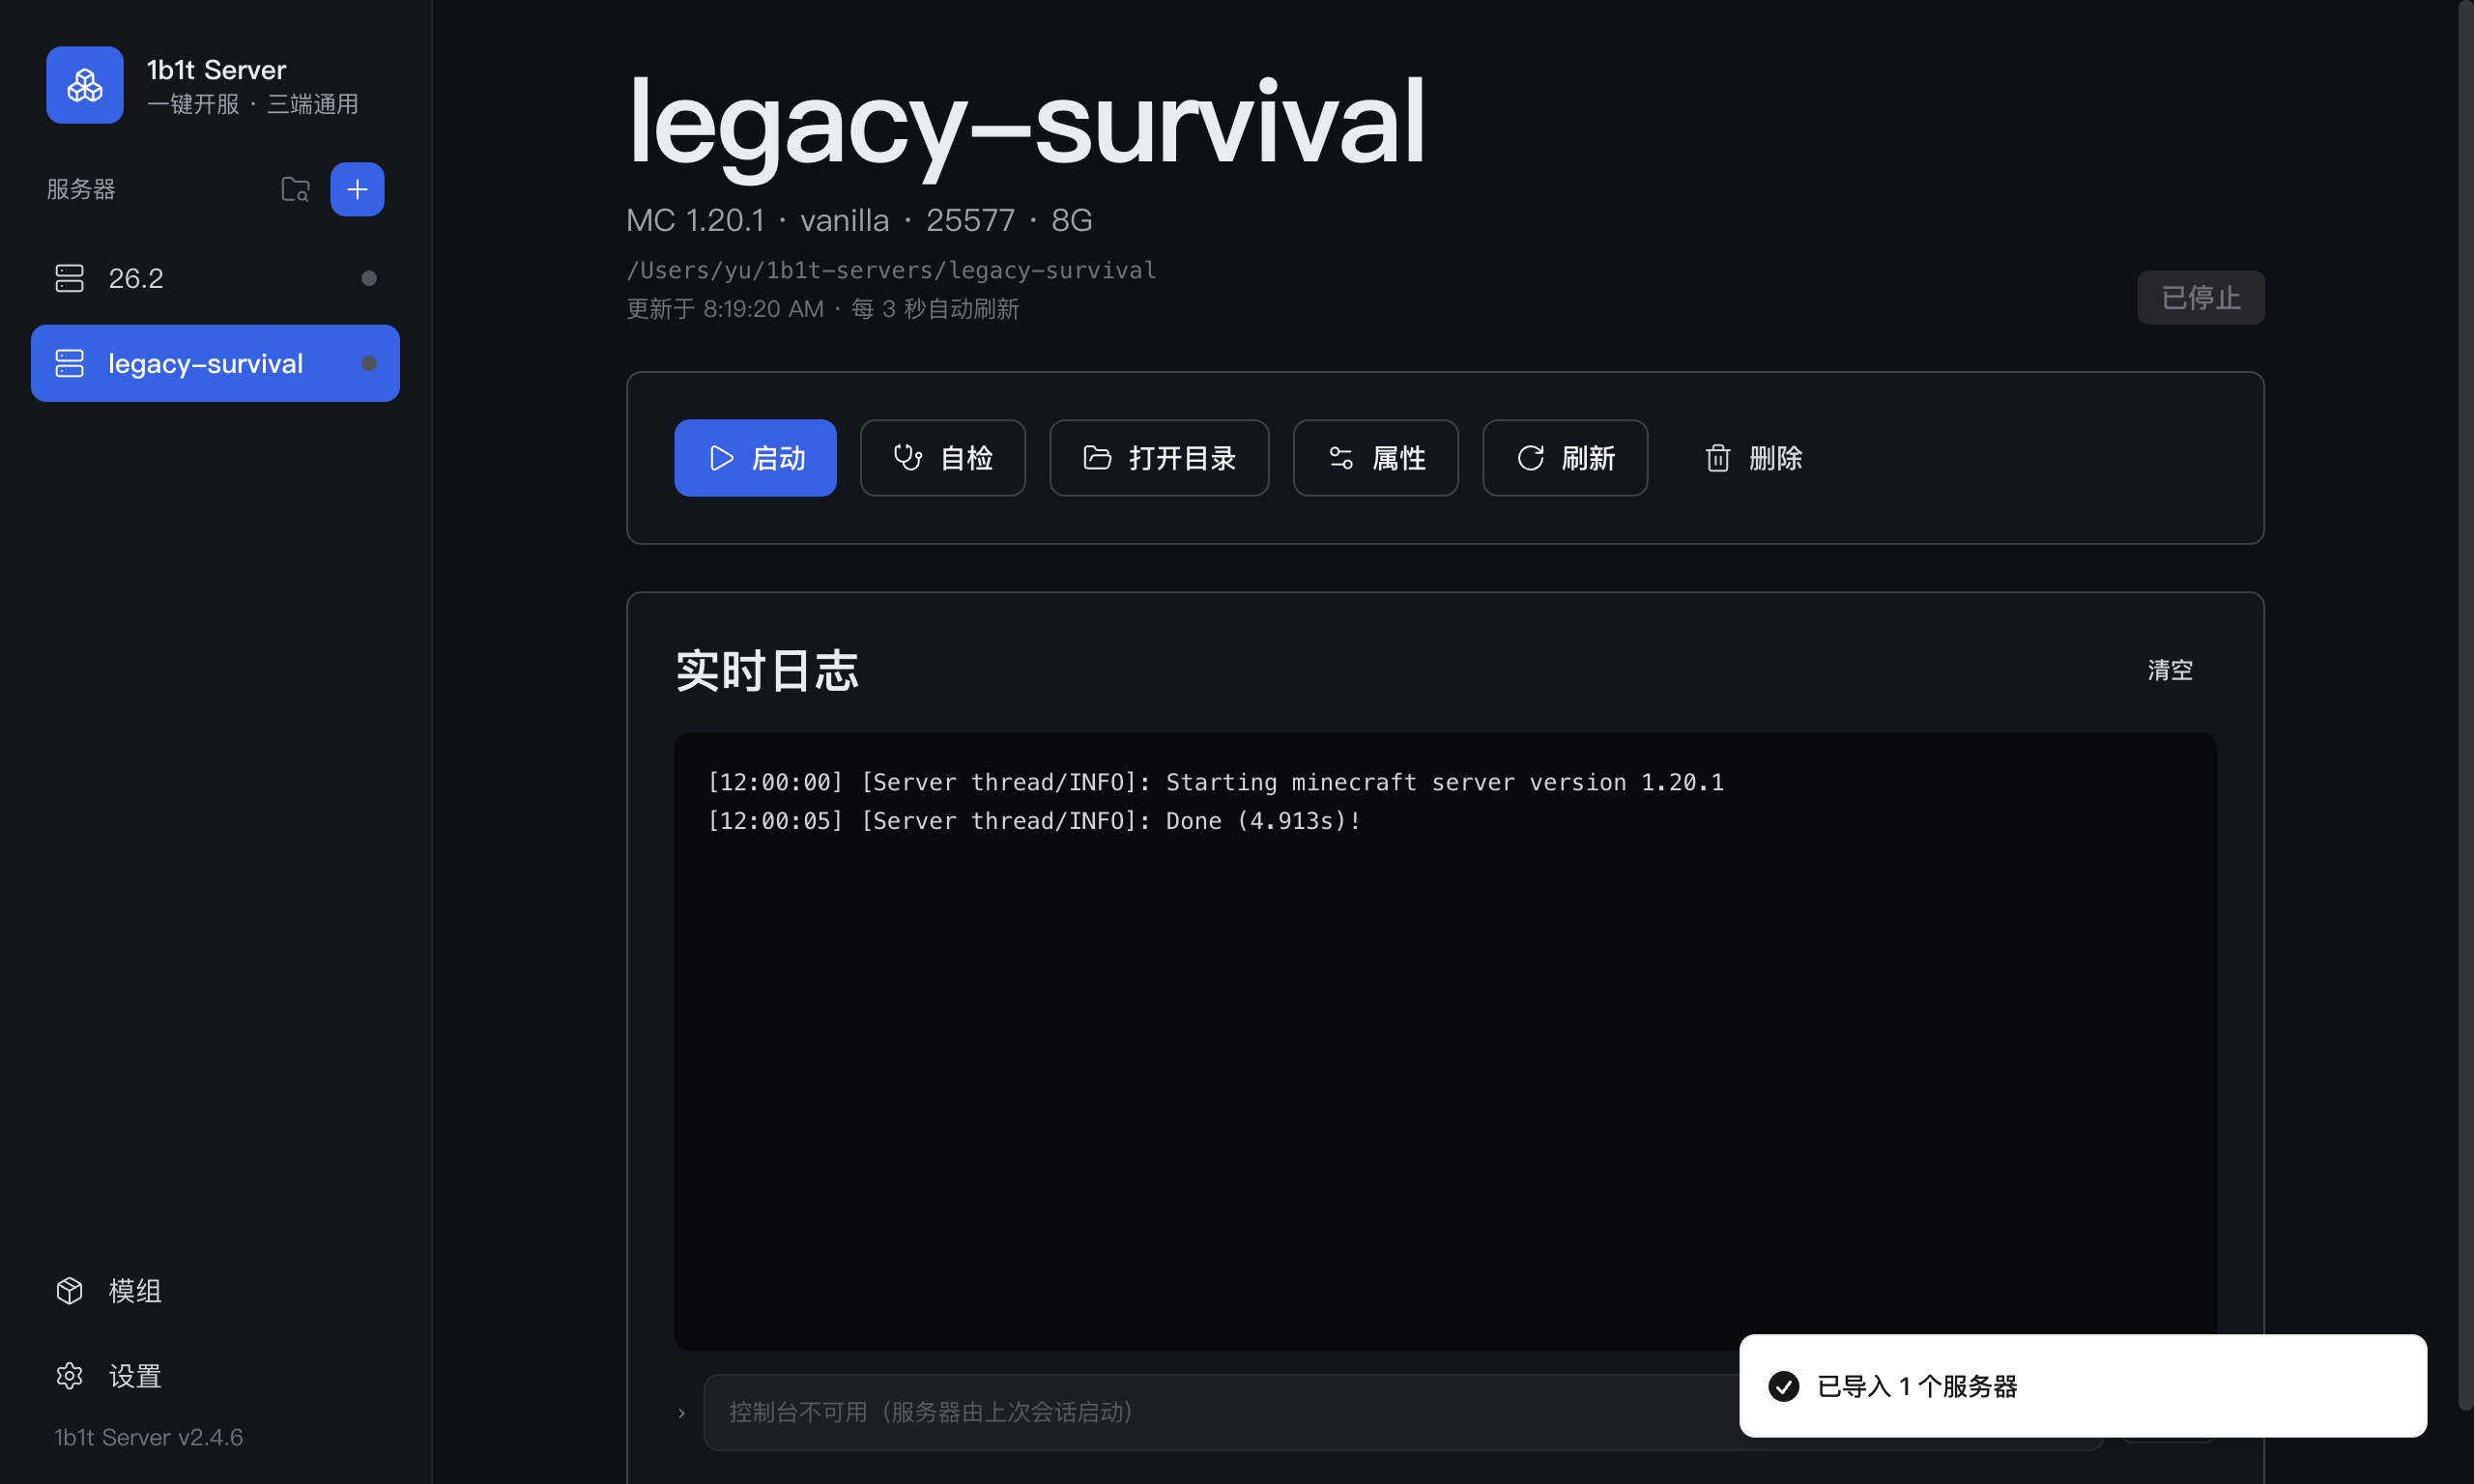 1b1t Server
一键开服 · 三端通用
服务器
26.2
legacy-survival
模组
设置
1b1t Server v2.4.6
legacy-survival
MC 1.20.1 · vanilla · 25577 · 8G
/Users/yu/1b1t-servers/legacy-survival
更新于 8:19:20 AM · 每 3 秒自动刷新
已停止
启动
自检
打开目录
属性
刷新
删除
实时日志
清空
[12:00:00] [Server thread/INFO]: Starting minecraft server version 1.20.1
[12:00:05] [Server thread/INFO]: Done (4.913s)!
› 控制台不可用（服务器由上次会话启动）
已导入 1 个服务器